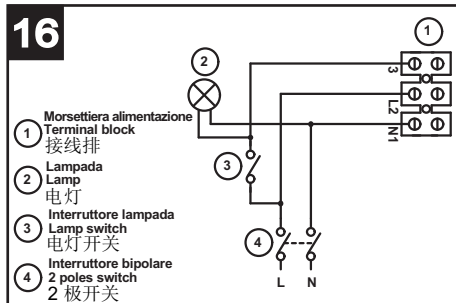 16
1
Morsettiera alimentazione
Terminal block
接线排
2
Lampada
Lamp
电灯
3
Interruttore lampada
Lamp switch
电灯开关
4
Interruttore bipolare
2 poles switch
2 极开关
1
2
3
L2
N1
3
4
L N